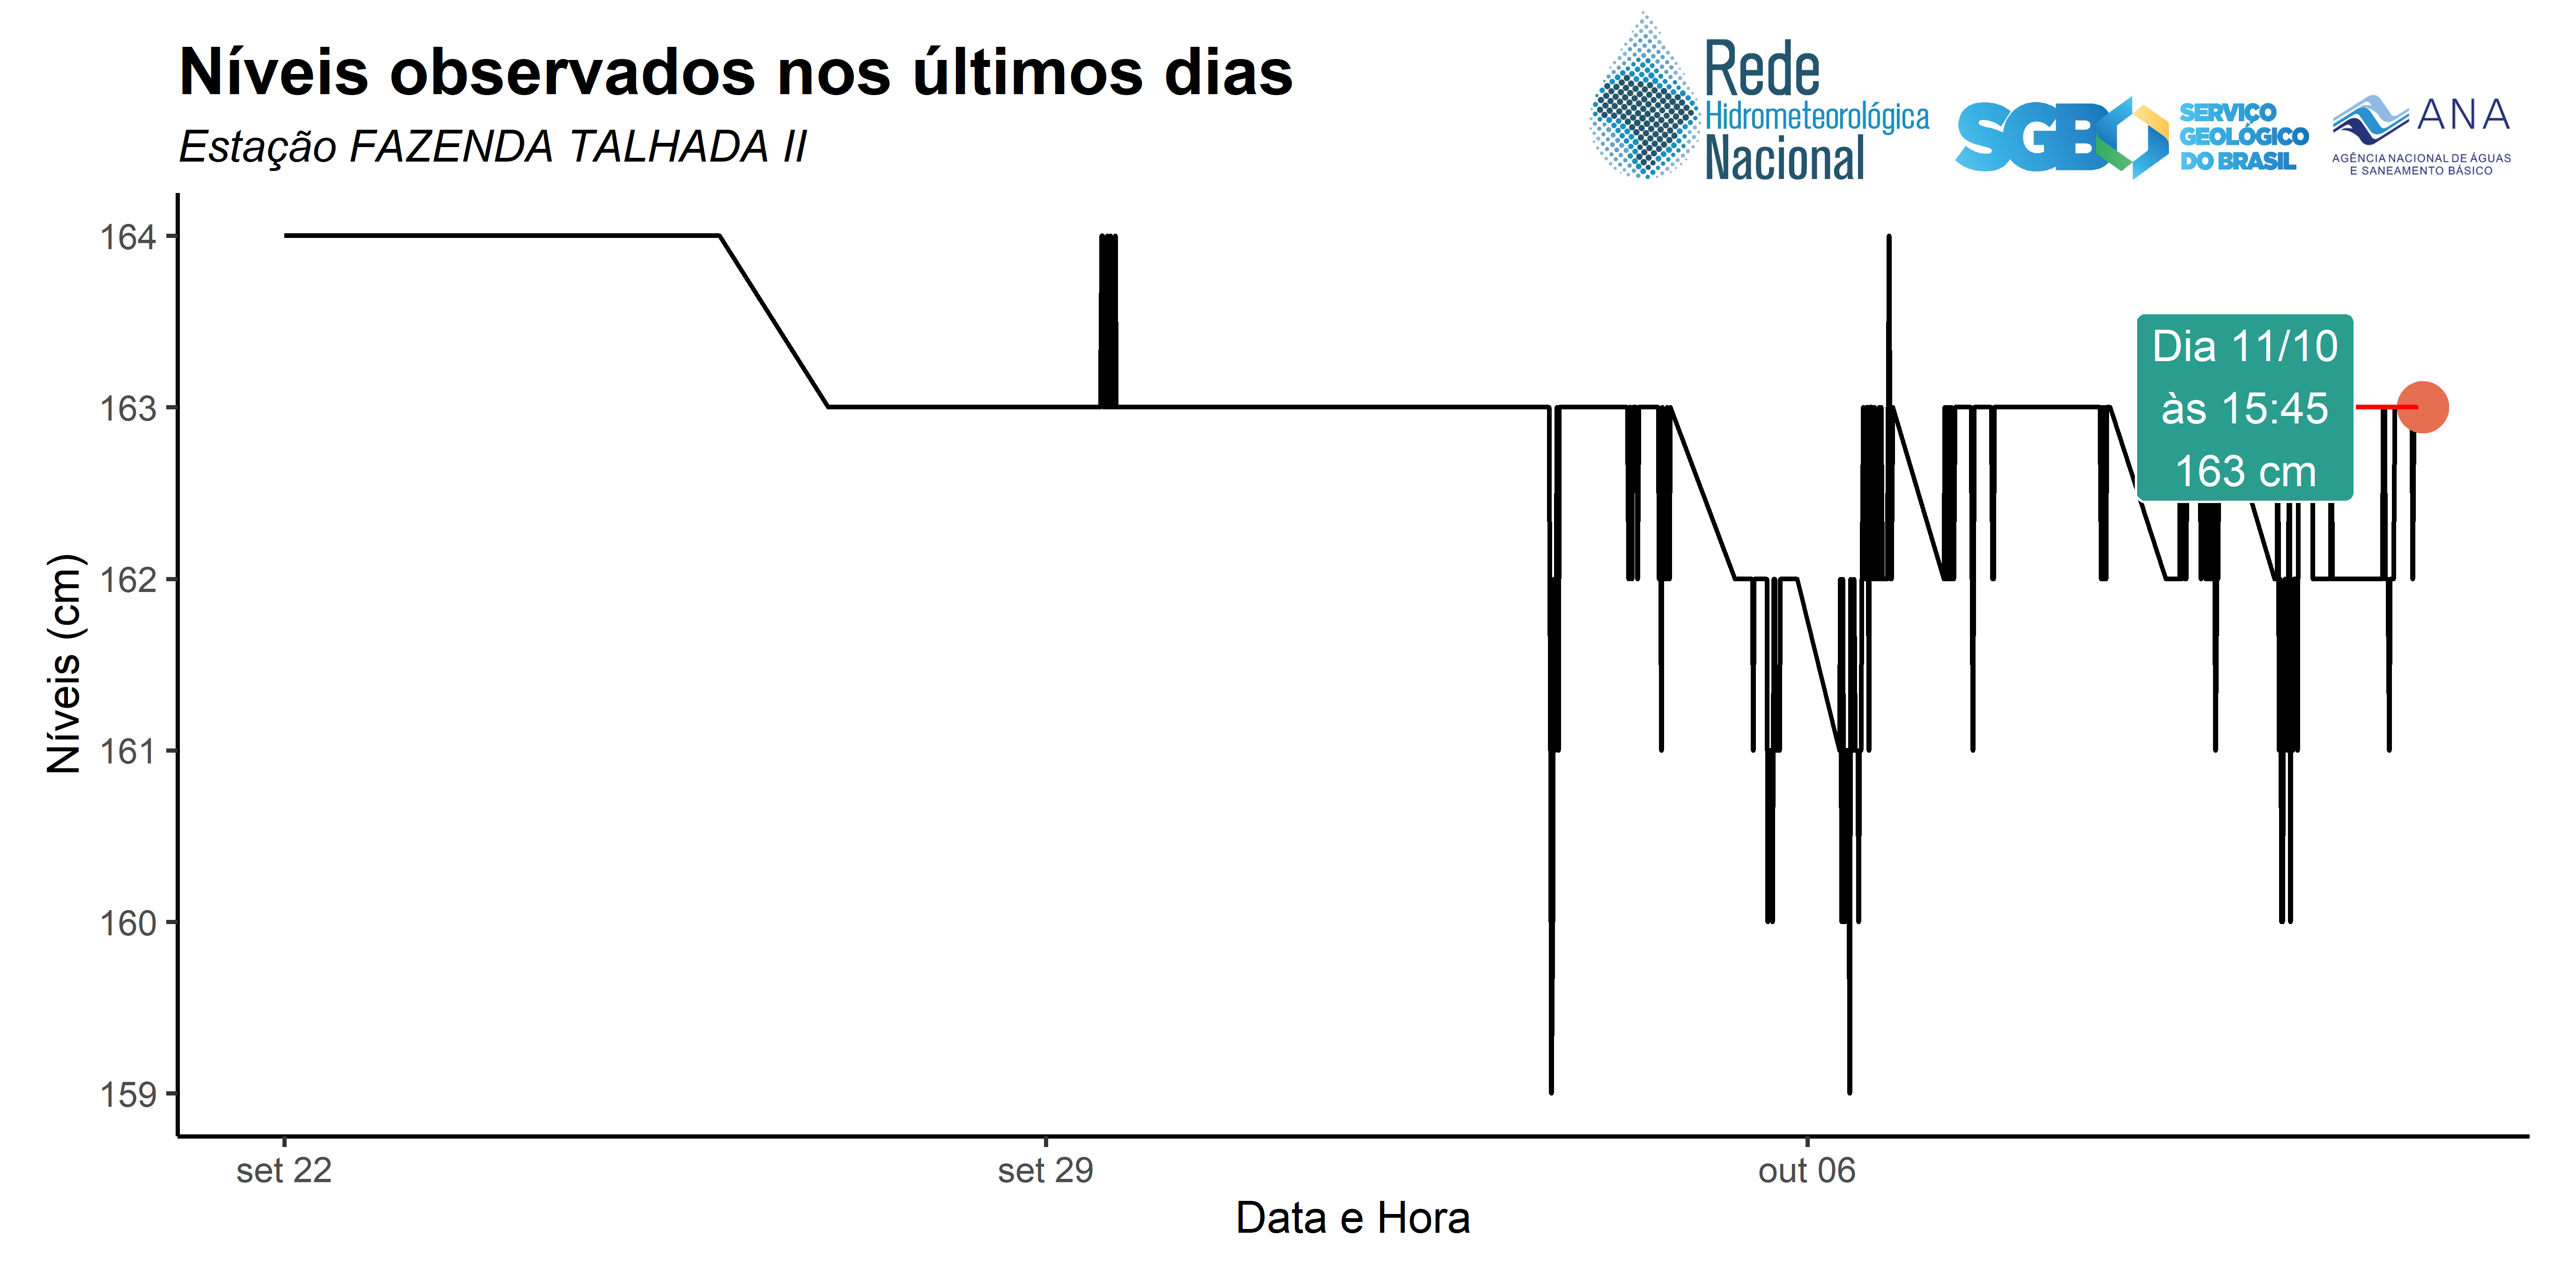 Níveis observados nos últimos dias
Estação FAZENDA TALHADA II
Rede
Hidrometeorológica
Nacional
SGB
SERVIÇO
GEOLÓGICO
DO BRASIL
ANA
AGÊNCIA NACIONAL DE ÁGUAS
E SANEAMENTO BÁSICO
164
163
162
161
160
159
Níveis (cm)
Dia 11/10
às 15:45
163 cm
set 22
set 29
out 06
Data e Hora